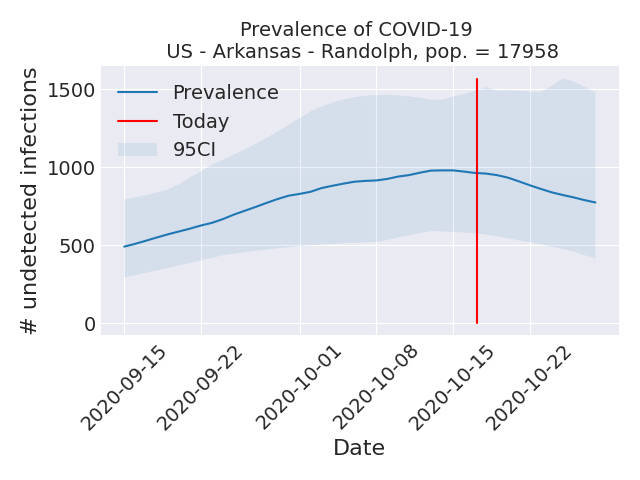 Prevalence of COVID-19
US - Arkansas - Randolph, pop. = 17958
# undetected infections
1500
1000
500
0
Prevalence
Today
95CI
2020-09-15
2020-09-22
2020-10-01
2020-10-08
2020-10-15
2020-10-22
Date